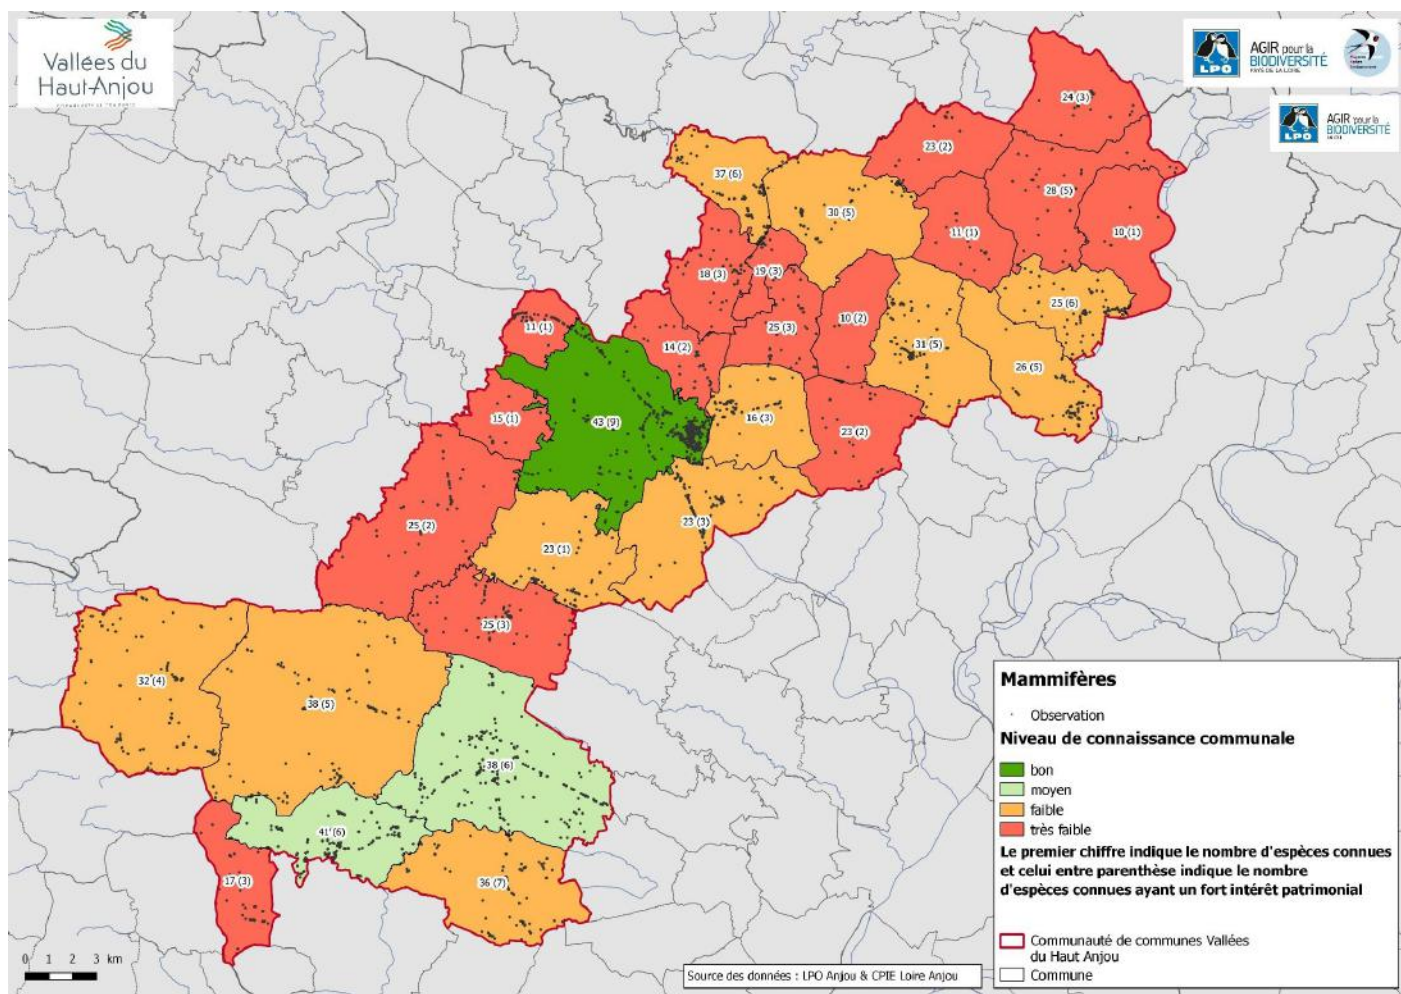 Vallées du
Haut-Anjou
LPO
AGIR pour la
BIODIVERSITÉ
PAYS DE LA LOIRE
LPO
AGIR pour la
BIODIVERSITÉ
24 (3)
23 (2)
37 (6)
28 (5)
30 (5)
11 (1)
10 (1)
18 (3)
19 (3)
25 (6)
11 (1)
14 (2)
25 (3)
10 (2)
31 (5)
26 (5)
15 (1)
43 (9)
16 (3)
23 (2)
25 (2)
23 (1)
23 (3)
25 (3)
32 (4)
38 (5)
38 (6)
41 (6)
17 (3)
36 (7)
Mammifères
Observation
Niveau de connaissance communale
bon
moyen
faible
très faible
Le premier chiffre indique le nombre d'espèces connues
et celui entre parenthèse indique le nombre
d'espèces connues ayant un fort intérêt patrimonial
Communauté de communes Vallées
du Haut Anjou
Commune
0 1 2 3 km
Source des données : LPO Anjou & CPIE Loire Anjou